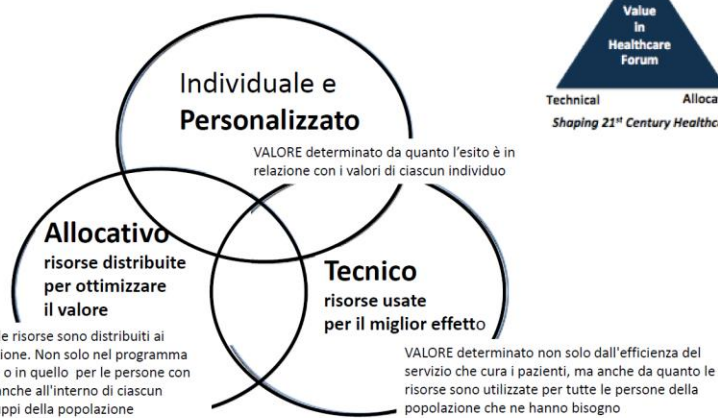 Value
in
Healthcare
Forum
Technical
Shaping 21st Century
Individuale e
Personalizzato
VALORE determinato da quanto l'esito è in
relazione con i valori di ciascun individuo
Allocativo
risorse distribuite
per ottimizzare
il valore
Tecnico
risorse usate
per il miglior effetto
le risorse sono distribuiti ai
Non solo nel programma
o in quello per le persone con
anche all'interno di ciascun
della popolazione
VALORE determinato non solo dall'efficienza del
servizio che cura i pazienti, ma anche da quanto le
risorse sono utilizzate per tutte le persone della
popolazione che ne hanno bisogno